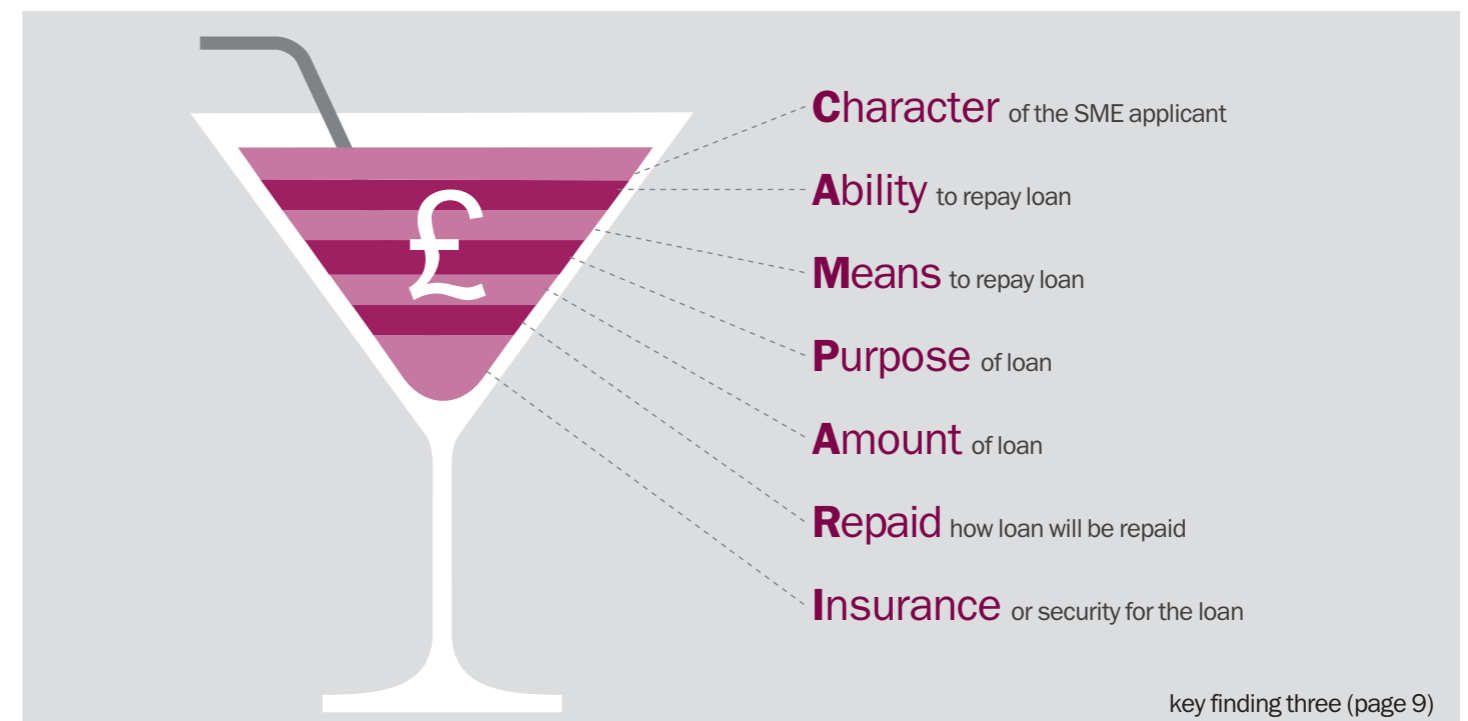 £
Character of the SME applicant
Ability to repay loan
Means to repay loan
Purpose of loan
Amount of loan
Repaid how loan will be repaid
Insurance or security for the loan
key finding three (page 9)